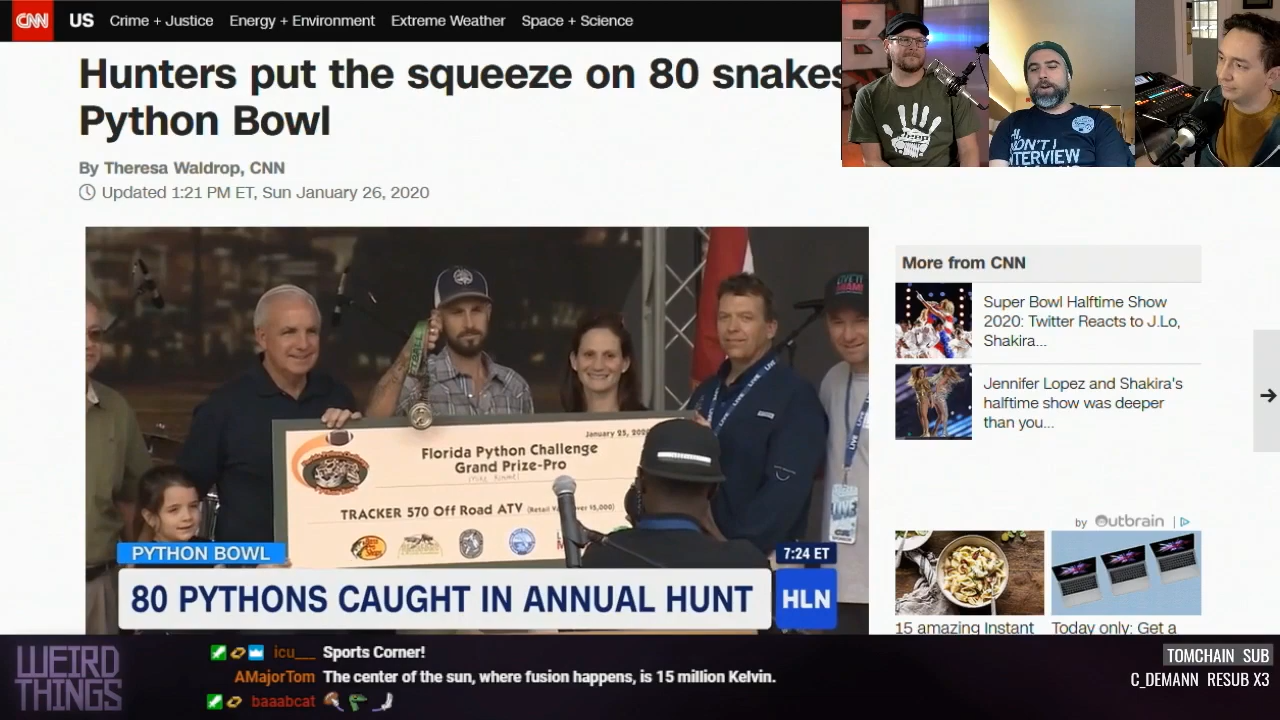 CNN US Crime + Justice Energy + Environment Extreme Weather Space + Science
Hunters put the squeeze on 80 snakes
Python Bowl
By Theresa Waldrop, CNN
Updated 1:21 PM ET, Sun January 26, 2020
More from CNN
Super Bowl Halftime Show
2020: Twitter Reacts to J.Lo,
Shakira...
Jennifer Lopez and Shakira's
halftime show was deeper
than you...
by Outbrain
15 amazing Instant
Today only: Get a
January 25, 2020
Florida Python Challenge
Grand Prize-Pro
TRACKER 570 Off Road ATV
PYTHON BOWL
7:24 ET
80 PYTHONS CAUGHT IN ANNUAL HUNT
HLN
WEIRD
THINGS
icu___ Sports Corner!
AMajorTom The center of the sun, where fusion happens, is 15 million Kelvin.
baaabcat
TOMCHAIN SUB
C_DEMANN RESUB X3